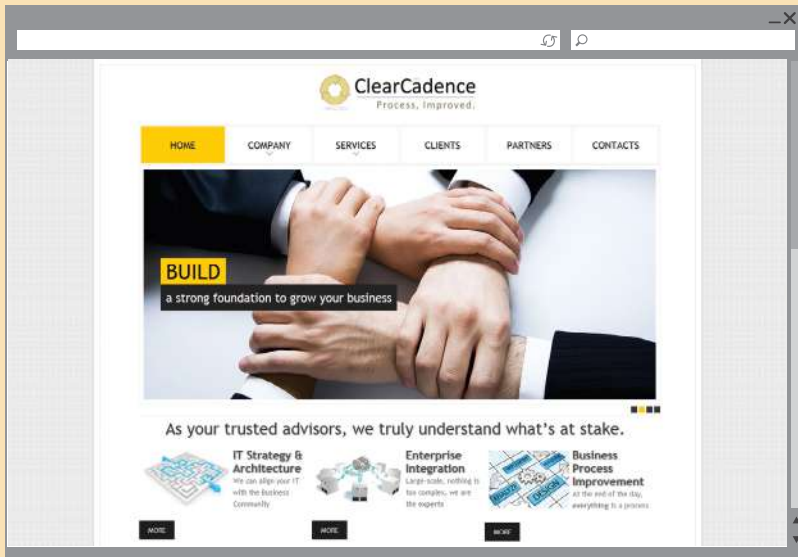 ClearCadence
Process, Improved.
HOME COMPANY SERVICES CLIENTS PARTNERS CONTACTS
BUILD
a strong foundation to grow your business
As your trusted advisors, we truly understand what's at stake.
IT Strategy &
Architecture
We can align your IT
with the Business
Community
MORE
Enterprise
Integration
Large-scale, nothing is
too complex, we are
the experts
MORE
Business
Process
Improvement
At the end of the day,
everything is a process
MORE
DESIGN